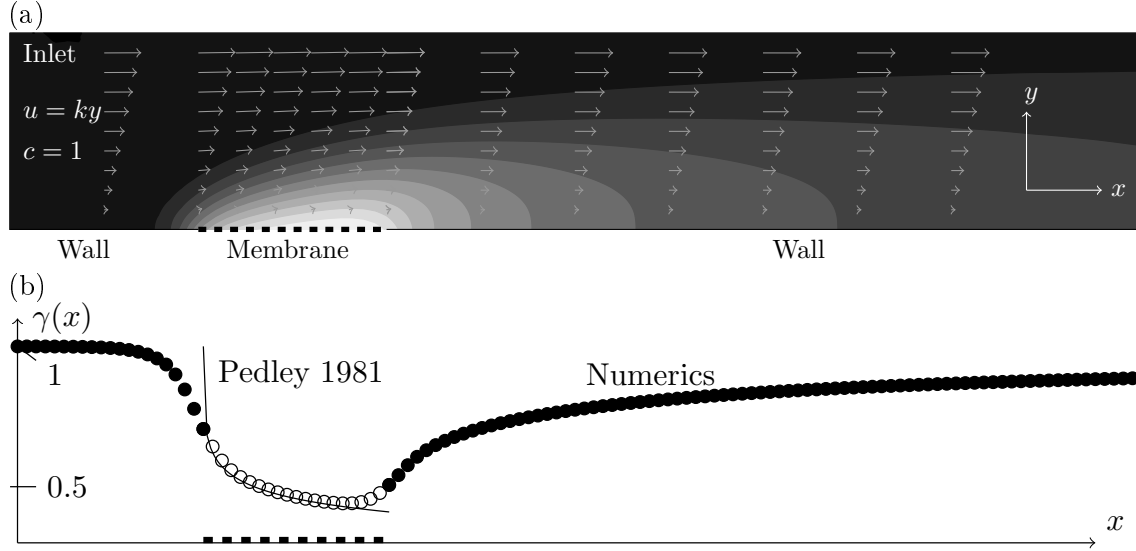 (a)
Inlet
u = ky
c = 1
y
x
Wall
Membrane
Wall
(b)
γ(x)
1
Pedley 1981
Numerics
0.5
x